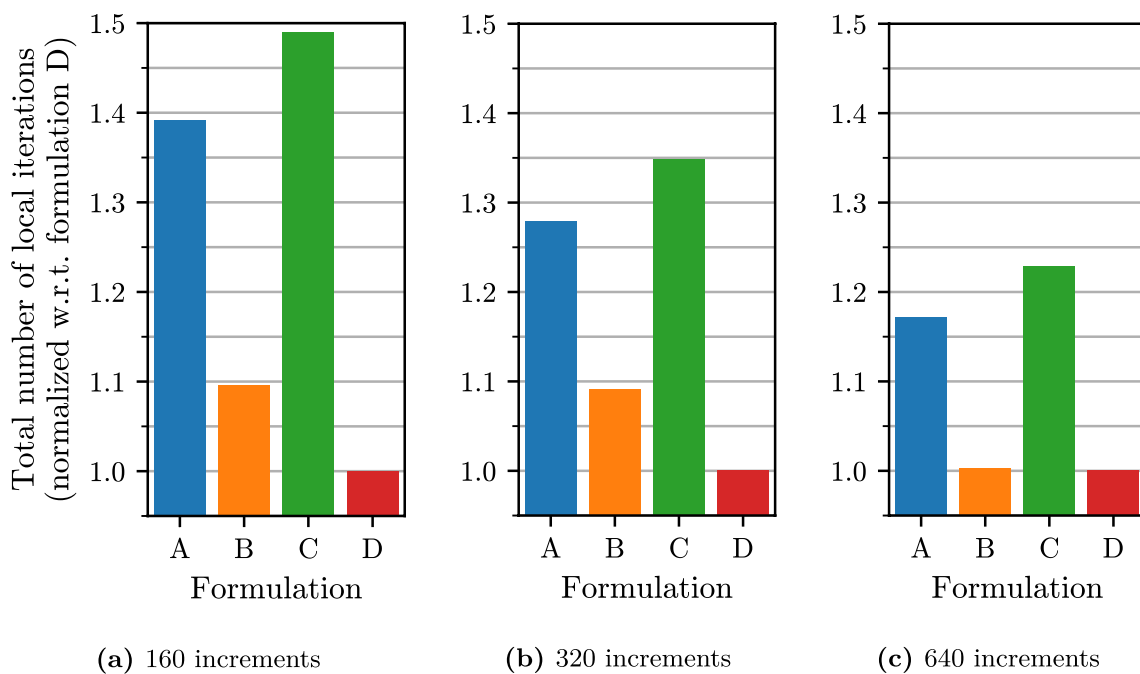 Total number of local iterations
(normalized w.r.t. formulation D)
1.5
1.4
1.3
1.2
1.1
1.0
A B C D
Formulation
(a) 160 increments
1.5
1.4
1.3
1.2
1.1
1.0
A B C D
Formulation
(b) 320 increments
1.5
1.4
1.3
1.2
1.1
1.0
A B C D
Formulation
(c) 640 increments